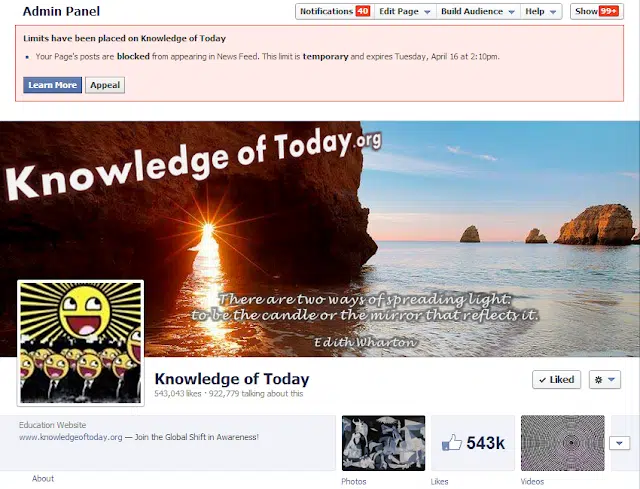 Admin Panel
Notifications 40
Edit Page
Build Audience
Help
Show 99+
Limits have been placed on Knowledge of Today
Your Page's posts are blocked from appearing in News Feed. This limit is temporary and expires Tuesday, April 16 at 2:10pm.
Learn More
Appeal
Knowledge of Today.org
There are two ways of spreading light:
to be the candle or the mirror that reflects it.
Edith Wharton
Knowledge of Today
543,043 likes · 922,779 talking about this
Liked
Education Website
www.knowledgeoftoday.org — Join the Global Shift in Awareness!
543k
About
Photos
Likes
Videos